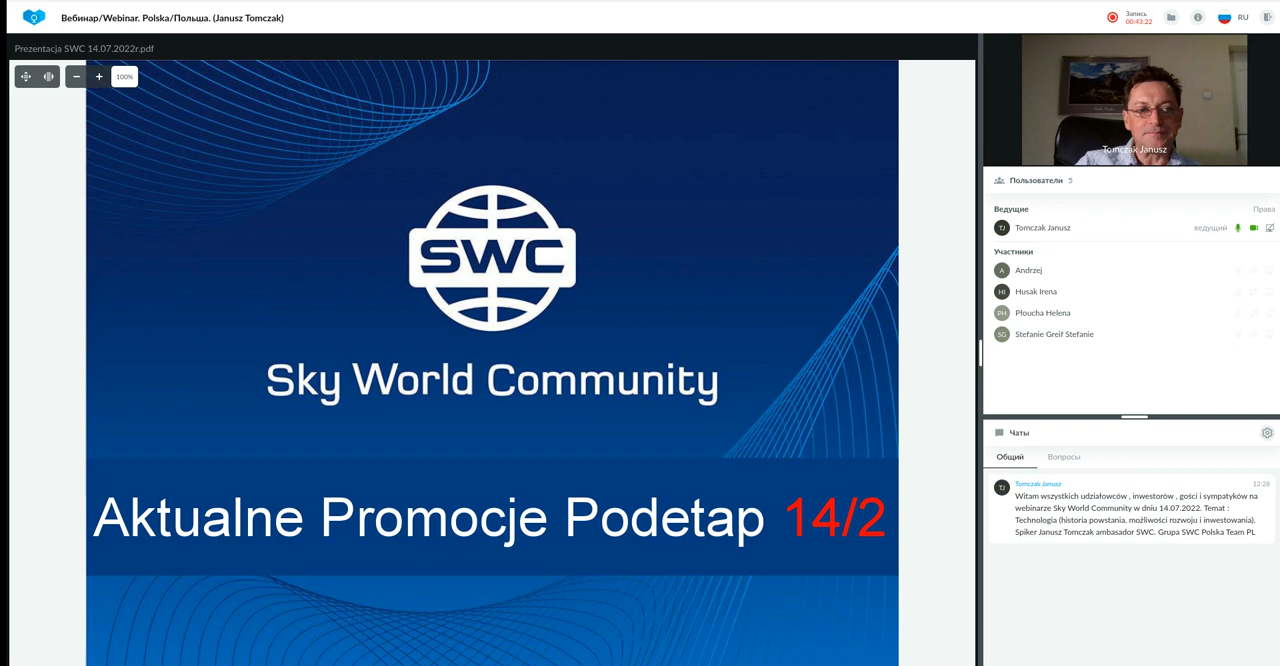 Вебинар/Webinar. Polska/Польша. (Janusz Tomczak)
Запись
00:43:22
RU
Prezentacja SWC 14.07.2022r.pdf
100%
SWC
Sky World Community
Aktualne Promocje Podetap 14/2
Tomczak Janusz
Пользователи 5
Ведущие Права
TJ Tomczak Janusz ведущий
Участники
A Andrzej
HI Husak Irena
PH Płoucha Helena
SG Stefanie Greif Stefanie
Чаты
Общий Вопросы
TJ Tomczak Janusz 12:28
Witam wszystkich udziałowców , inwestorów , gości i sympatyków na
webinarze Sky World Community w dniu 14.07.2022. Temat :
Technologia (historia powstania, możliwości rozwoju i inwestowania).
Spiker Janusz Tomczak ambasador SWC. Grupa SWC Polska Team PL